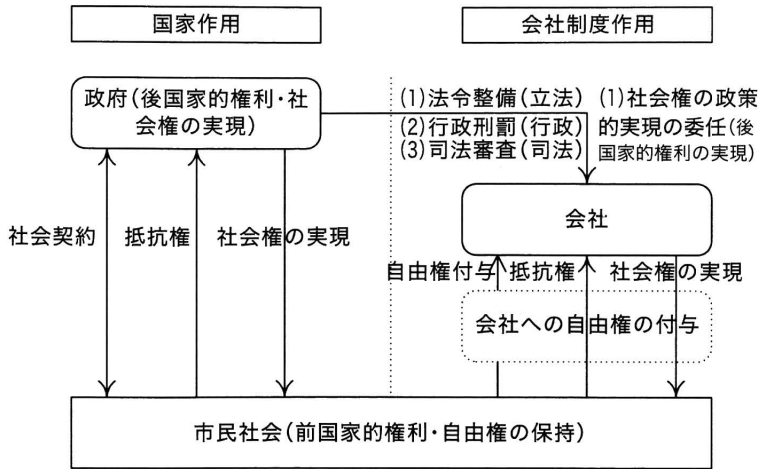 国家作用
会社制度作用
政府(後国家的権利・社
会権の実現)
(1)法令整備(立法)
(2)行政刑罰(行政)
(3)司法審査(司法)
(1)社会権の政策
的実現の委任(後
国家的権利の実現)
会社
社会契約
抵抗権
社会権の実現
自由権付与
抵抗権
社会権の実現
会社への自由権の付与
市民社会(前国家的権利・自由権の保持)